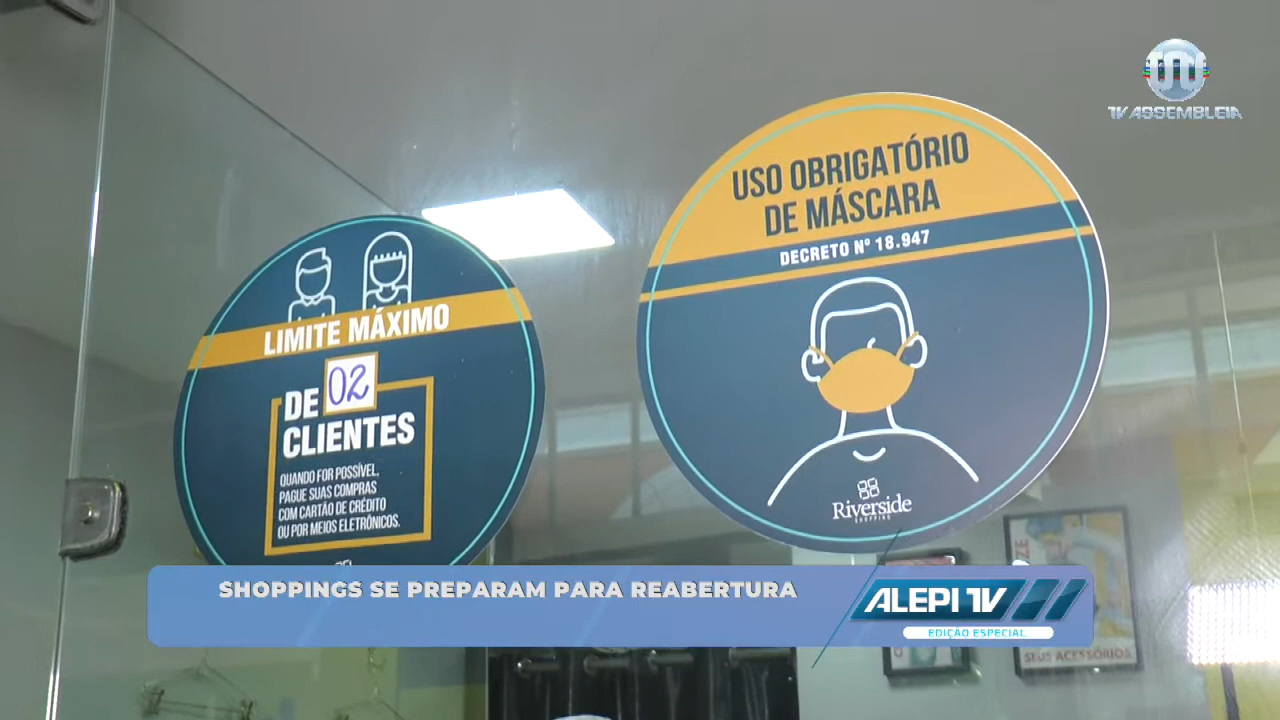 TV ASSEMBLEIA
USO OBRIGATÓRIO
DE MÁSCARA
DECRETO Nº 18.947
Riverside
SHOPPING
LIMITE MÁXIMO
DE 02
CLIENTES
QUANDO FOR POSSÍVEL,
PAGUE SUAS COMPRAS
COM CARTÃO DE CRÉDITO
OU POR MEIOS ELETRÔNICOS.
SHOPPINGS SE PREPARAM PARA REABERTURA
ALEPI TV
EDIÇÃO ESPECIAL
SEUS ACESSÓRIOS